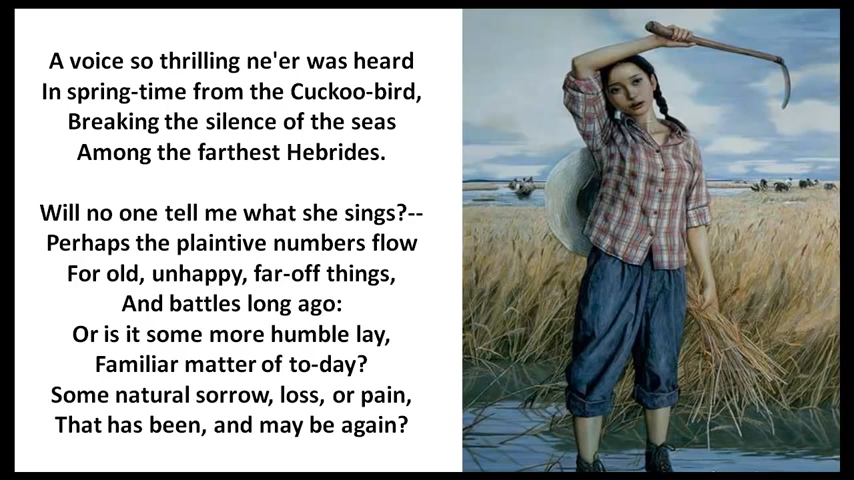 A voice so thrilling ne'er was heard
In spring-time from the Cuckoo-bird,
Breaking the silence of the seas
Among the farthest Hebrides.
Will no one tell me what she sings?--
Perhaps the plaintive numbers flow
For old, unhappy, far-off things,
And battles long ago:
Or is it some more humble lay,
Familiar matter of to-day?
Some natural sorrow, loss, or pain,
That has been, and may be again?